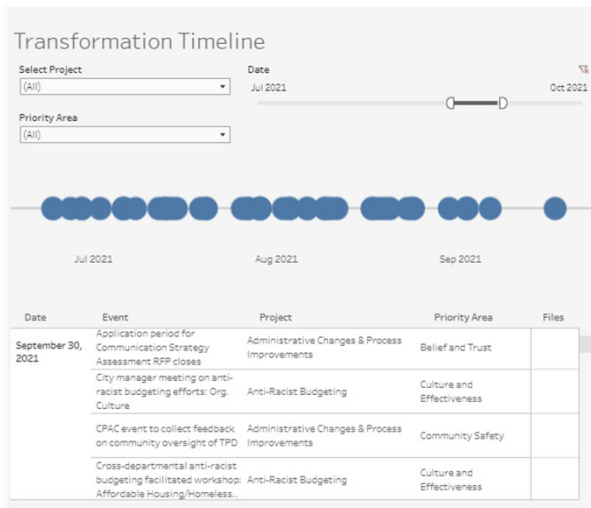 Transformation Timeline
Select Project
(All)
Date
Jul 2021
Oct 2021
Priority Area
(All)
Jul 2021
Aug 2021
Sep 2021
Date
Event
Project
Priority Area
Files
September 30,
2021
Application period for
Communication Strategy
Assessment RFP closes
Administrative Changes & Process
Improvements
Belief and Trust
City manager meeting on anti-
racist budgeting efforts: Org.
Culture
Anti-Racist Budgeting
Culture and
Effectiveness
CPAC event to collect feedback
on community oversight of TPD
Administrative Changes & Process
Improvements
Community Safety
Cross-departmental anti-racist
budgeting facilitated workshop:
Affordable Housing/Homeless..
Anti-Racist Budgeting
Culture and
Effectiveness